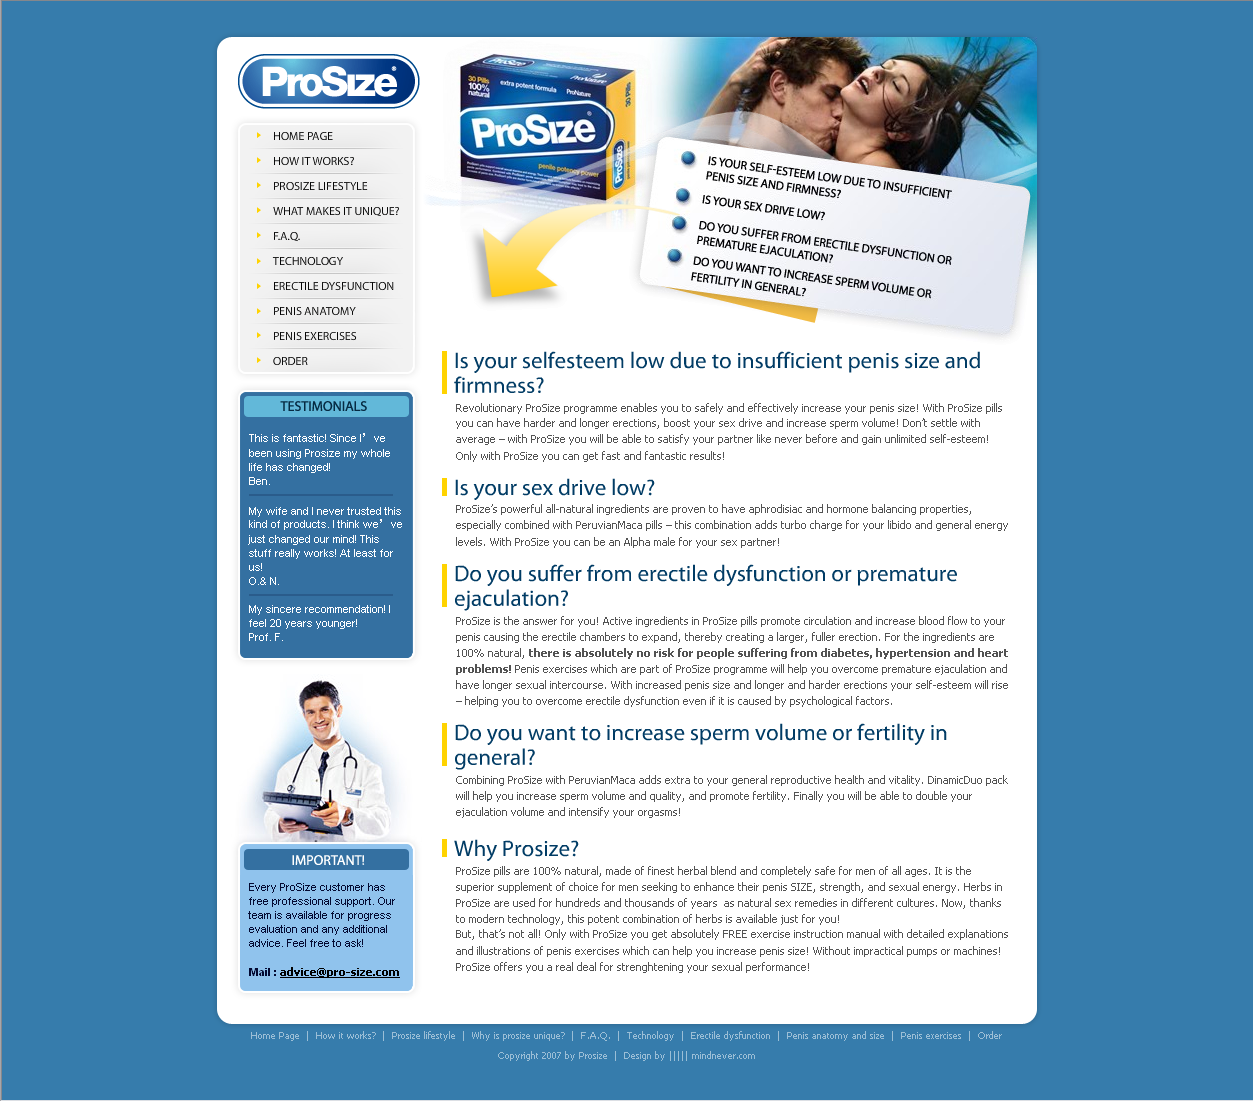 ProSize®
HOME PAGE
HOW IT WORKS?
PROSIZE LIFESTYLE
WHAT MAKES IT UNIQUE?
F.A.Q.
TECHNOLOGY
ERECTILE DYSFUNCTION
PENIS ANATOMY
PENIS EXERCISES
ORDER
TESTIMONIALS
This is fantastic! Since I’ve
been using Prosize my whole
life has changed!
Ben.
My wife and I never trusted this
kind of products. I think we’ve
just changed our mind! This
stuff really works! At least for
us!
O.& N.
My sincere recommendation! I
feel 20 years younger!
Prof. F.
IMPORTANT!
Every ProSize customer has
free professional support. Our
team is available for progress
evaluation and any additional
advice. Feel free to ask!
Mail : advice@pro-size.com
30 Pills
100%
natural
extra potent formula
ProNature
ProSize
penile potency power
30 Pills
ProSize
IS YOUR SELF-ESTEEM LOW DUE TO INSUFFICIENT
PENIS SIZE AND FIRMNESS?
IS YOUR SEX DRIVE LOW?
DO YOU SUFFER FROM ERECTILE DYSFUNCTION OR
PREMATURE EJACULATION?
DO YOU WANT TO INCREASE SPERM VOLUME OR
FERTILITY IN GENERAL?
Is your selfesteem low due to insufficient penis size and
firmness?
Revolutionary ProSize programme enables you to safely and effectively increase your penis size! With ProSize pills
you can have harder and longer erections, boost your sex drive and increase sperm volume! Don’t settle with
average – with ProSize you will be able to satisfy your partner like never before and gain unlimited self-esteem!
Only with ProSize you can get fast and fantastic results!
Is your sex drive low?
ProSize’s powerful all-natural ingredients are proven to have aphrodisiac and hormone balancing properties,
especially combined with PeruvianMaca pills – this combination adds turbo charge for your libido and general energy
levels. With ProSize you can be an Alpha male for your sex partner!
Do you suffer from erectile dysfunction or premature
ejaculation?
ProSize is the answer for you! Active ingredients in ProSize pills promote circulation and increase blood flow to your
penis causing the erectile chambers to expand, thereby creating a larger, fuller erection. For the ingredients are
100% natural, there is absolutely no risk for people suffering from diabetes, hypertension and heart
problems! Penis exercises which are part of ProSize programme will help you overcome premature ejaculation and
have longer sexual intercourse. With increased penis size and longer and harder erections your self-esteem will rise
– helping you to overcome erectile dysfunction even if it is caused by psychological factors.
Do you want to increase sperm volume or fertility in
general?
Combining ProSize with PeruvianMaca adds extra to your general reproductive health and vitality. DinamicDuo pack
will help you increase sperm volume and quality, and promote fertility. Finally you will be able to double your
ejaculation volume and intensify your orgasms!
Why Prosize?
ProSize pills are 100% natural, made of finest herbal blend and completely safe for men of all ages. It is the
superior supplement of choice for men seeking to enhance their penis SIZE, strength, and sexual energy. Herbs in
ProSize are used for hundreds and thousands of years as natural sex remedies in different cultures. Now, thanks
to modern technology, this potent combination of herbs is available just for you!
But, that’s not all! Only with ProSize you get absolutely FREE exercise instruction manual with detailed explanations
and illustrations of penis exercises which can help you increase penis size! Without impractical pumps or machines!
ProSize offers you a real deal for strenghtening your sexual performance!
Home Page | How it works? | Prosize lifestyle | Why is prosize unique? | F.A.Q. | Technology | Erectile dysfunction | Penis anatomy and size | Penis exercises | Order
Copyright 2007 by Prosize | Design by ||||| mindnever.com